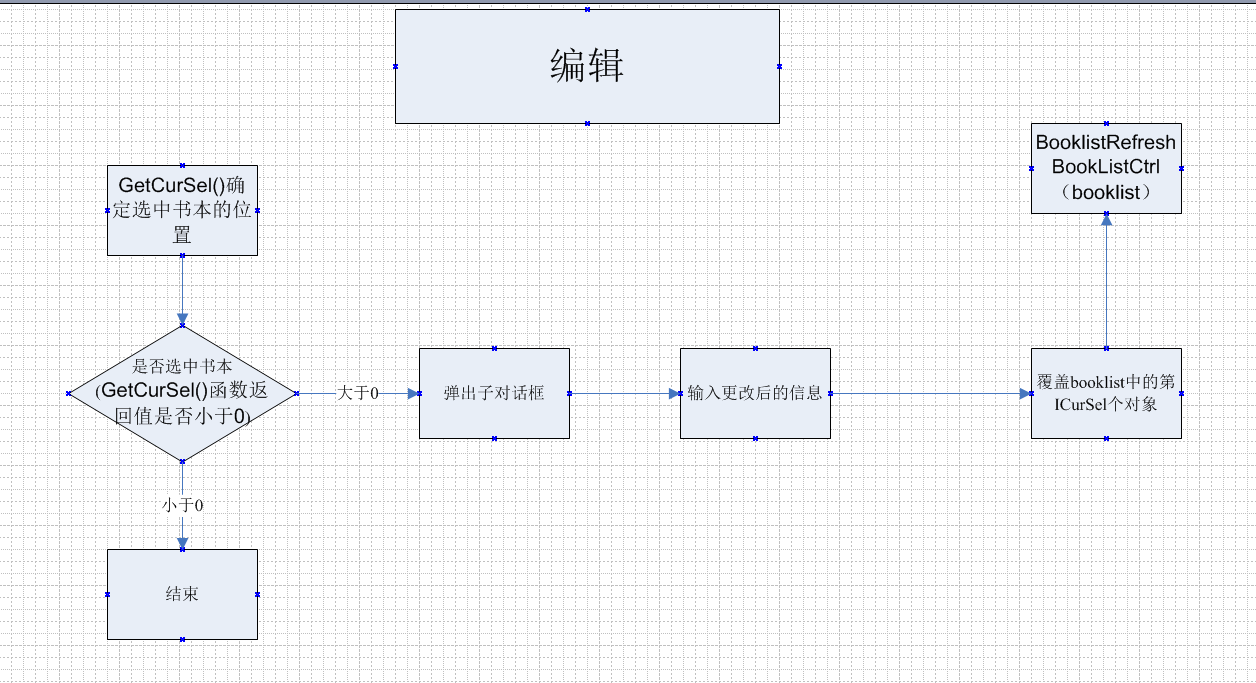 编辑
GetCurSel()确
定选中书本的位
置
BooklistRefresh
BookListCtrl
（booklist）
是否选中书本
(GetCurSel()函数返
回值是否小于0)
大于0
弹出子对话框
输入更改后的信息
覆盖booklist中的第
ICurSel个对象
小于0
结束